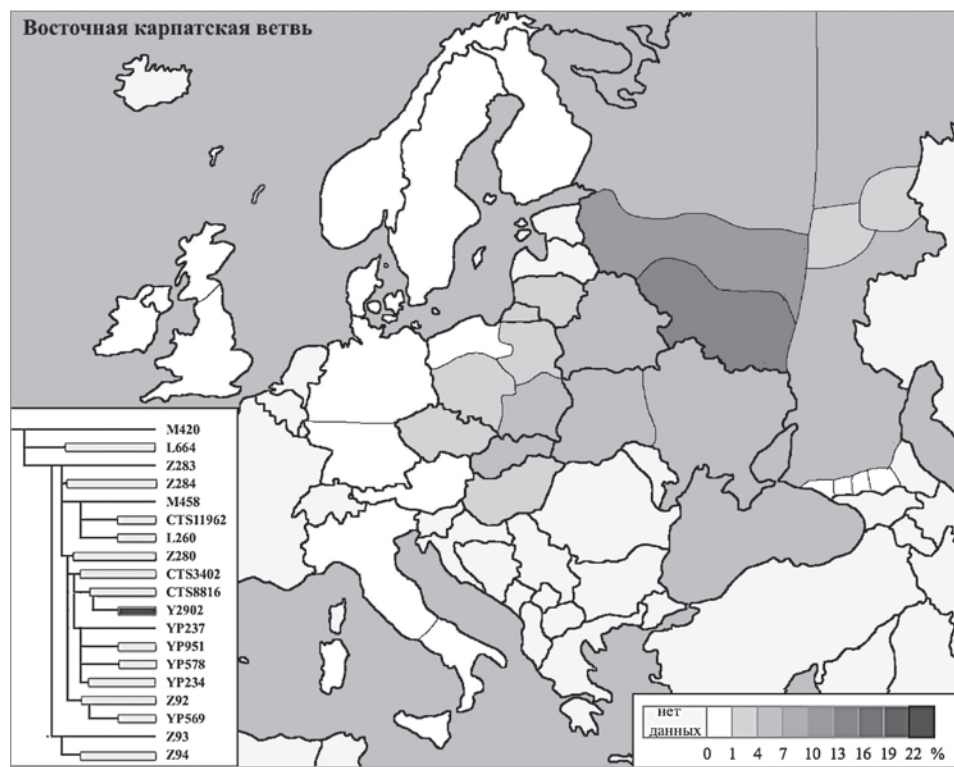 Восточная карпатская ветвь
M420
L664
Z283
Z284
M458
CTS11962
L260
Z280
CTS3402
CTS8816
Y2902
YP237
YP951
YP578
YP234
Z92
YP569
Z93
Z94
нет
данных
0 1 4 7 10 13 16 19 22 %